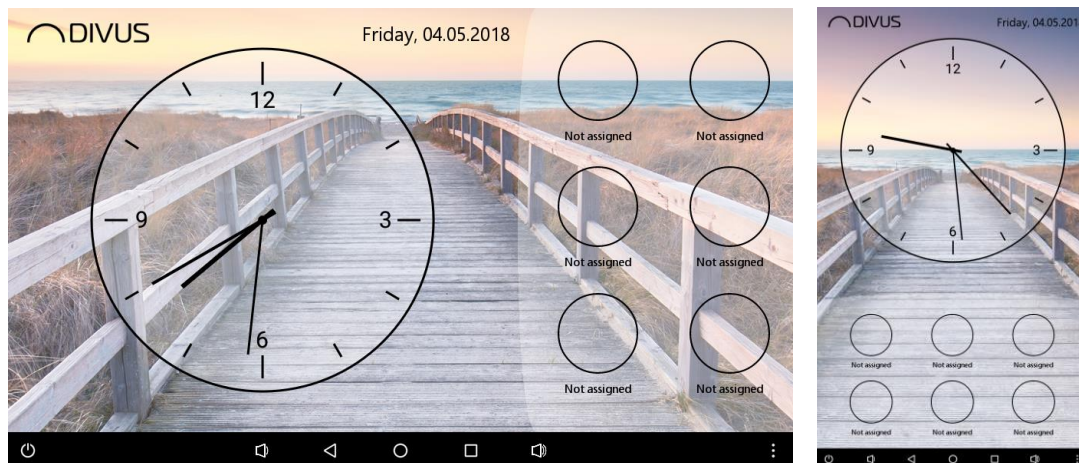 DIVUS
Friday, 04.05.2018
12
9
3
6
Not assigned
Not assigned
Not assigned
Not assigned
Not assigned
Not assigned
DIVUS
Friday, 04.05.201
12
9
3
6
Not assigned
Not assigned
Not assigned
Not assigned
Not assigned
Not assigned